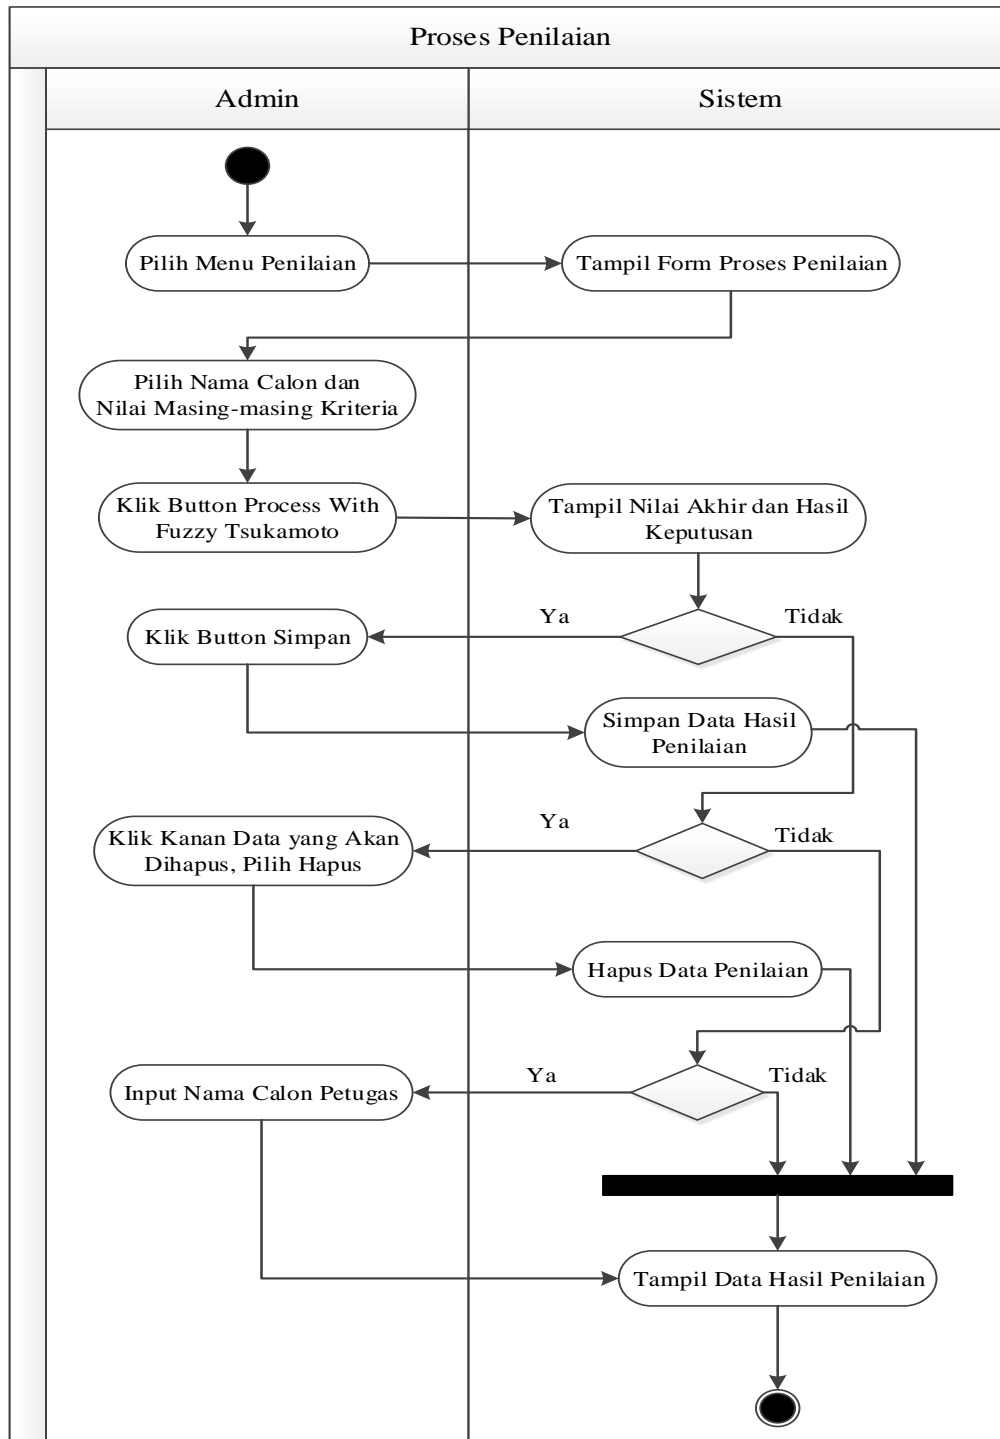 Proses Penilaian
Admin
Sistem
Pilih Menu Penilaian
Tampil Form Proses Penilaian
Pilih Nama Calon dan
Nilai Masing-masing Kriteria
Klik Button Process With
Fuzzy Tsukamoto
Tampil Nilai Akhir dan Hasil
Keputusan
Ya
Tidak
Klik Button Simpan
Simpan Data Hasil
Penilaian
Ya
Tidak
Klik Kanan Data yang Akan
Dihapus, Pilih Hapus
Hapus Data Penilaian
Ya
Tidak
Input Nama Calon Petugas
Tampil Data Hasil Penilaian